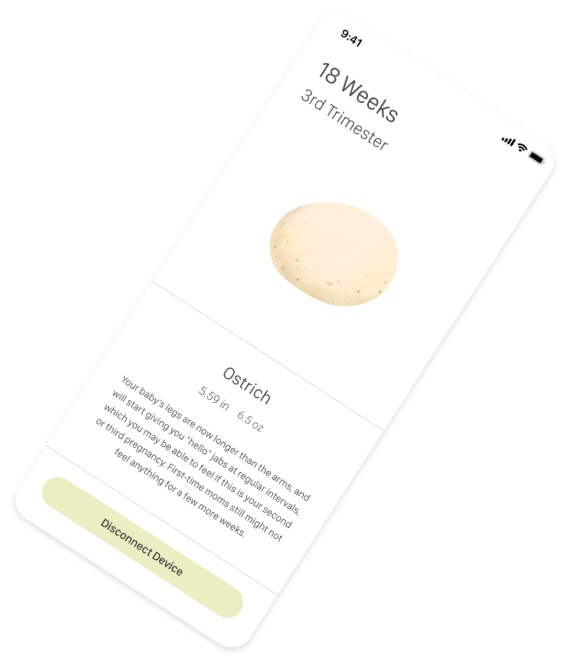 9:41
18 Weeks
3rd Trimester
Ostrich
5.59 in 6.5 oz
Your baby's legs are now longer than the arms, and
will start giving you "hello" jabs at regular intervals,
which you may be able to feel if this is your second
or third pregnancy. First-time moms still might not
feel anything for a few more weeks.
Disconnect Device